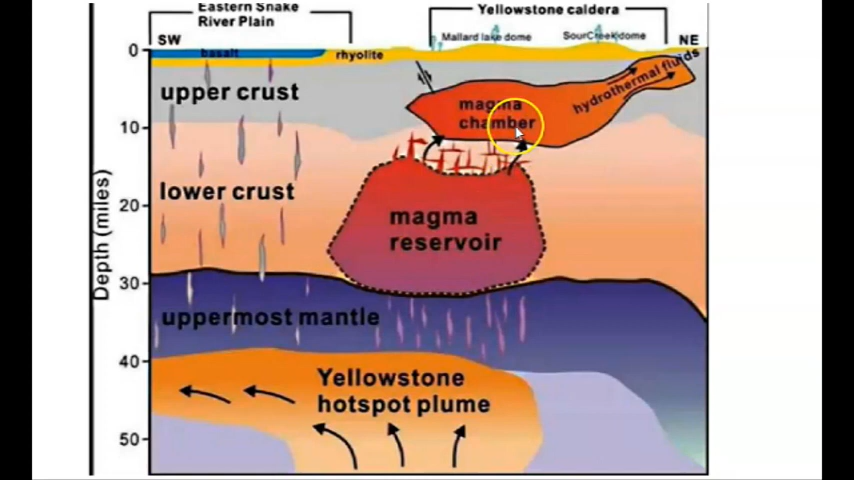 Eastern Snake
River Plain
Yellowstone caldera
SW
Mallard lake dome
SourCreek dome
NE
0
basalt
rhyolite
hydrothermal fluids
upper crust
magma
chamber
10
lower crust
20
magma
reservoir
Depth (miles)
30
uppermost mantle
40
Yellowstone
hotspot plume
50